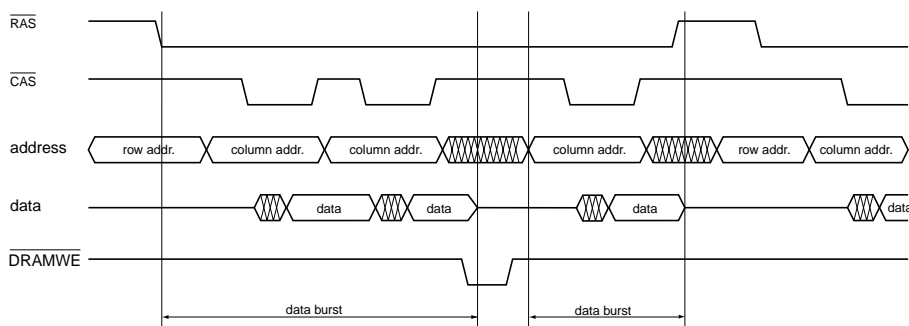 RAS
CAS
address row addr. column addr. column addr. column addr. row addr. column addr.
data data data data data
DRAMWE
data burst data burst